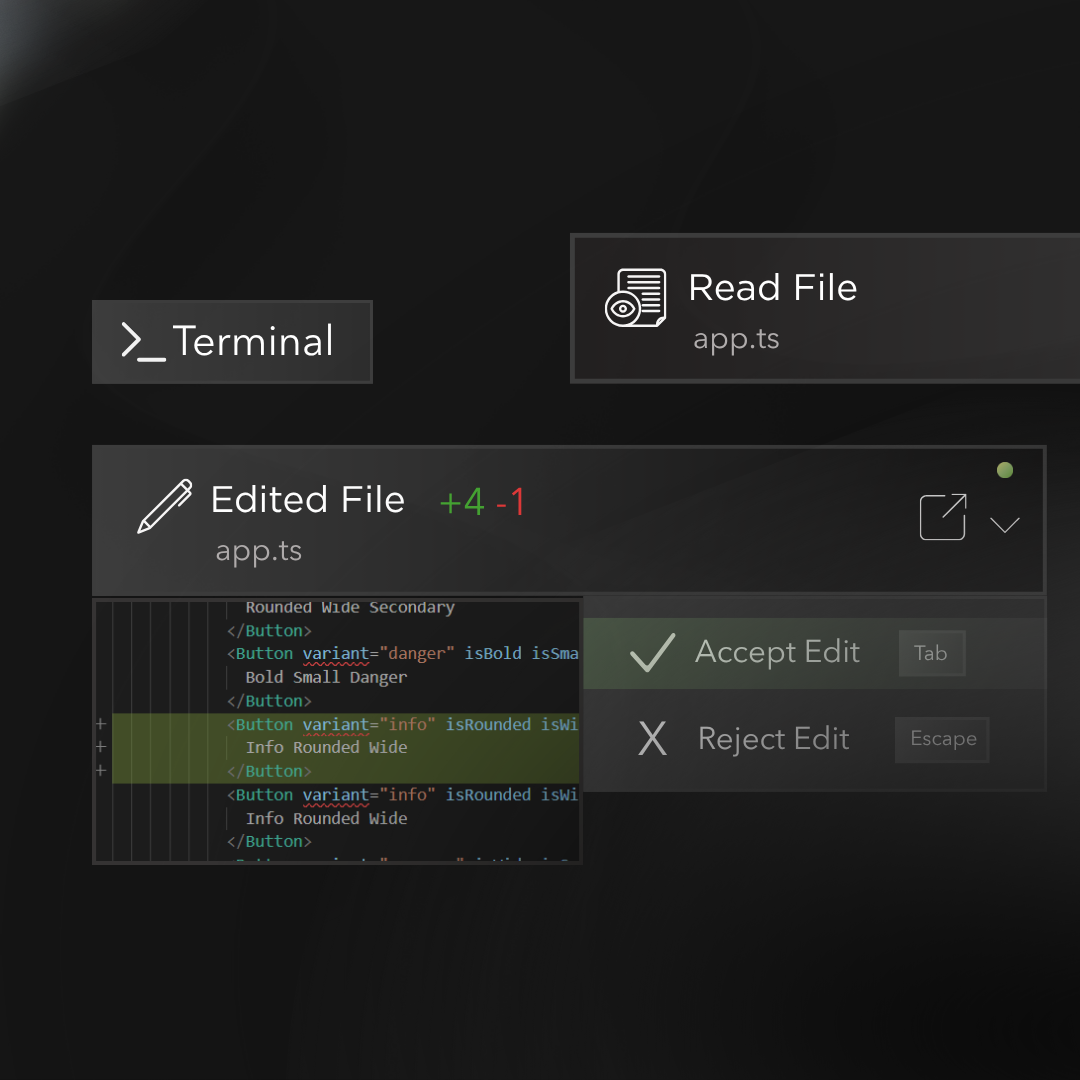 Read File
app.ts
>_Terminal
Edited File +4 -1
app.ts
Rounded Wide Secondary
</Button>
<Button variant="danger" isBold isSma
Bold Small Danger
</Button>
+ <Button variant="info" isRounded isWi
+ Info Rounded Wide
+ </Button>
<Button variant="info" isRounded isWi
Info Rounded Wide
</Button>
Accept Edit Tab
X Reject Edit Escape